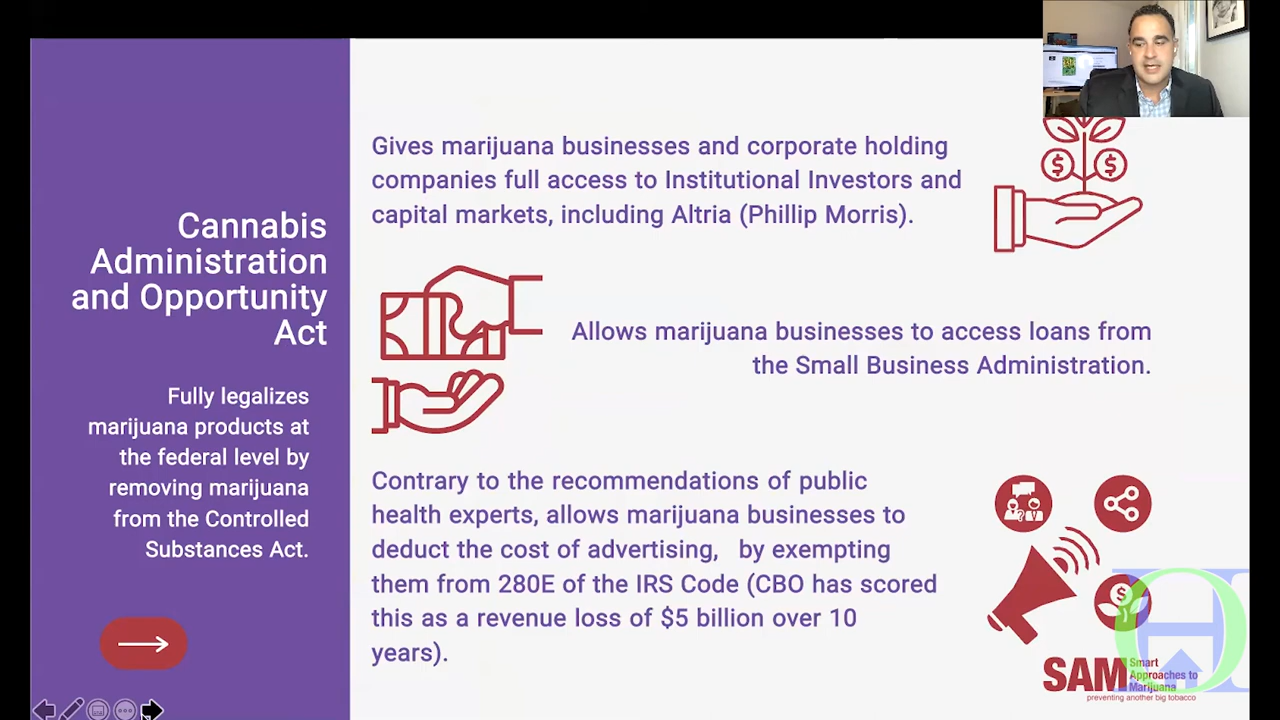 Cannabis
Administration
and Opportunity
Act
Fully legalizes
marijuana products at
the federal level by
removing marijuana
from the Controlled
Substances Act.
Gives marijuana businesses and corporate holding
companies full access to Institutional Investors and
capital markets, including Altria (Phillip Morris).
Allows marijuana businesses to access loans from
the Small Business Administration.
Contrary to the recommendations of public
health experts, allows marijuana businesses to
deduct the cost of advertising, by exempting
them from 280E of the IRS Code (CBO has scored
this as a revenue loss of $5 billion over 10
years).
SAM Smart
Approaches to
Marijuana
preventing another big tobacco